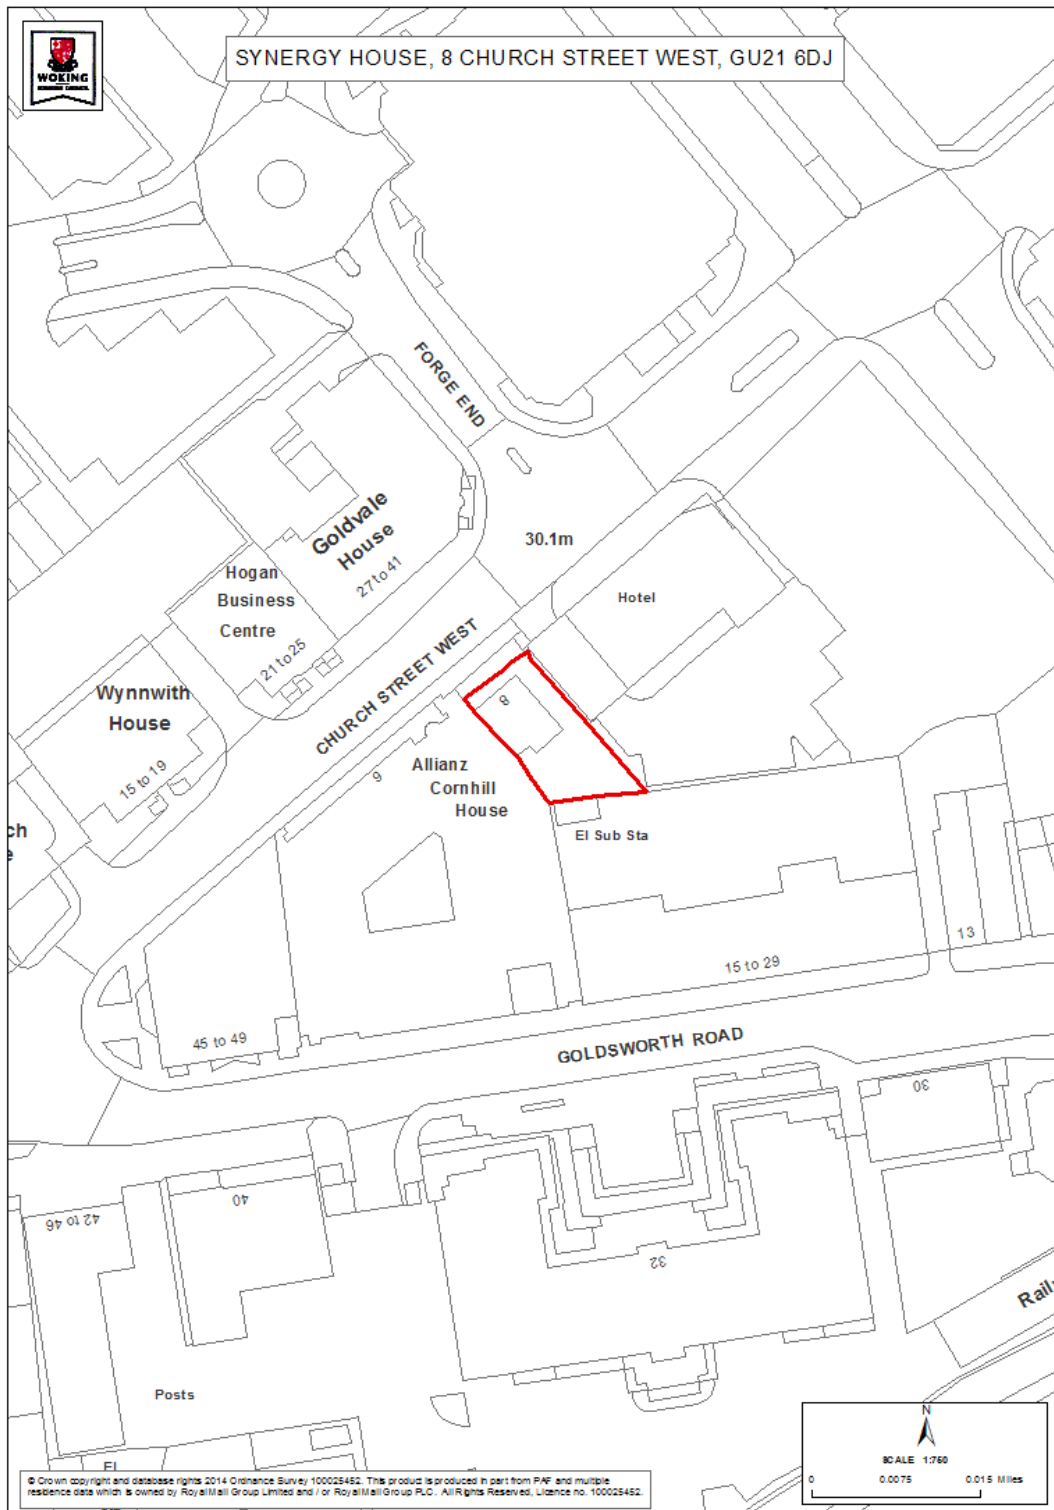 WOKING
BOROUGH COUNCIL
SYNERGY HOUSE, 8 CHURCH STREET WEST, GU21 6DJ
FORGE END
Goldvale
House
27 to 41
30.1m
Hogan
Business
Centre
21 to 25
Hotel
CHURCH STREET WEST
Wynnwith
House
15 to 19
8
9
Allianz
Cornhill
House
El Sub Sta
ch
e
13
15 to 29
45 to 49
GOLDSWORTH ROAD
30
40
42 to 46
32
Rail
Posts
El
N
SCALE 1:750
0 0.0075 0.015 Miles
© Crown copyright and database rights 2014 Ordnance Survey 100025452. This product is produced in part from PAF and multiple
residence data which is owned by Royal Mail Group Limited and / or Royal Mail Group PLC. All Rights Reserved, Licence no. 100025452.